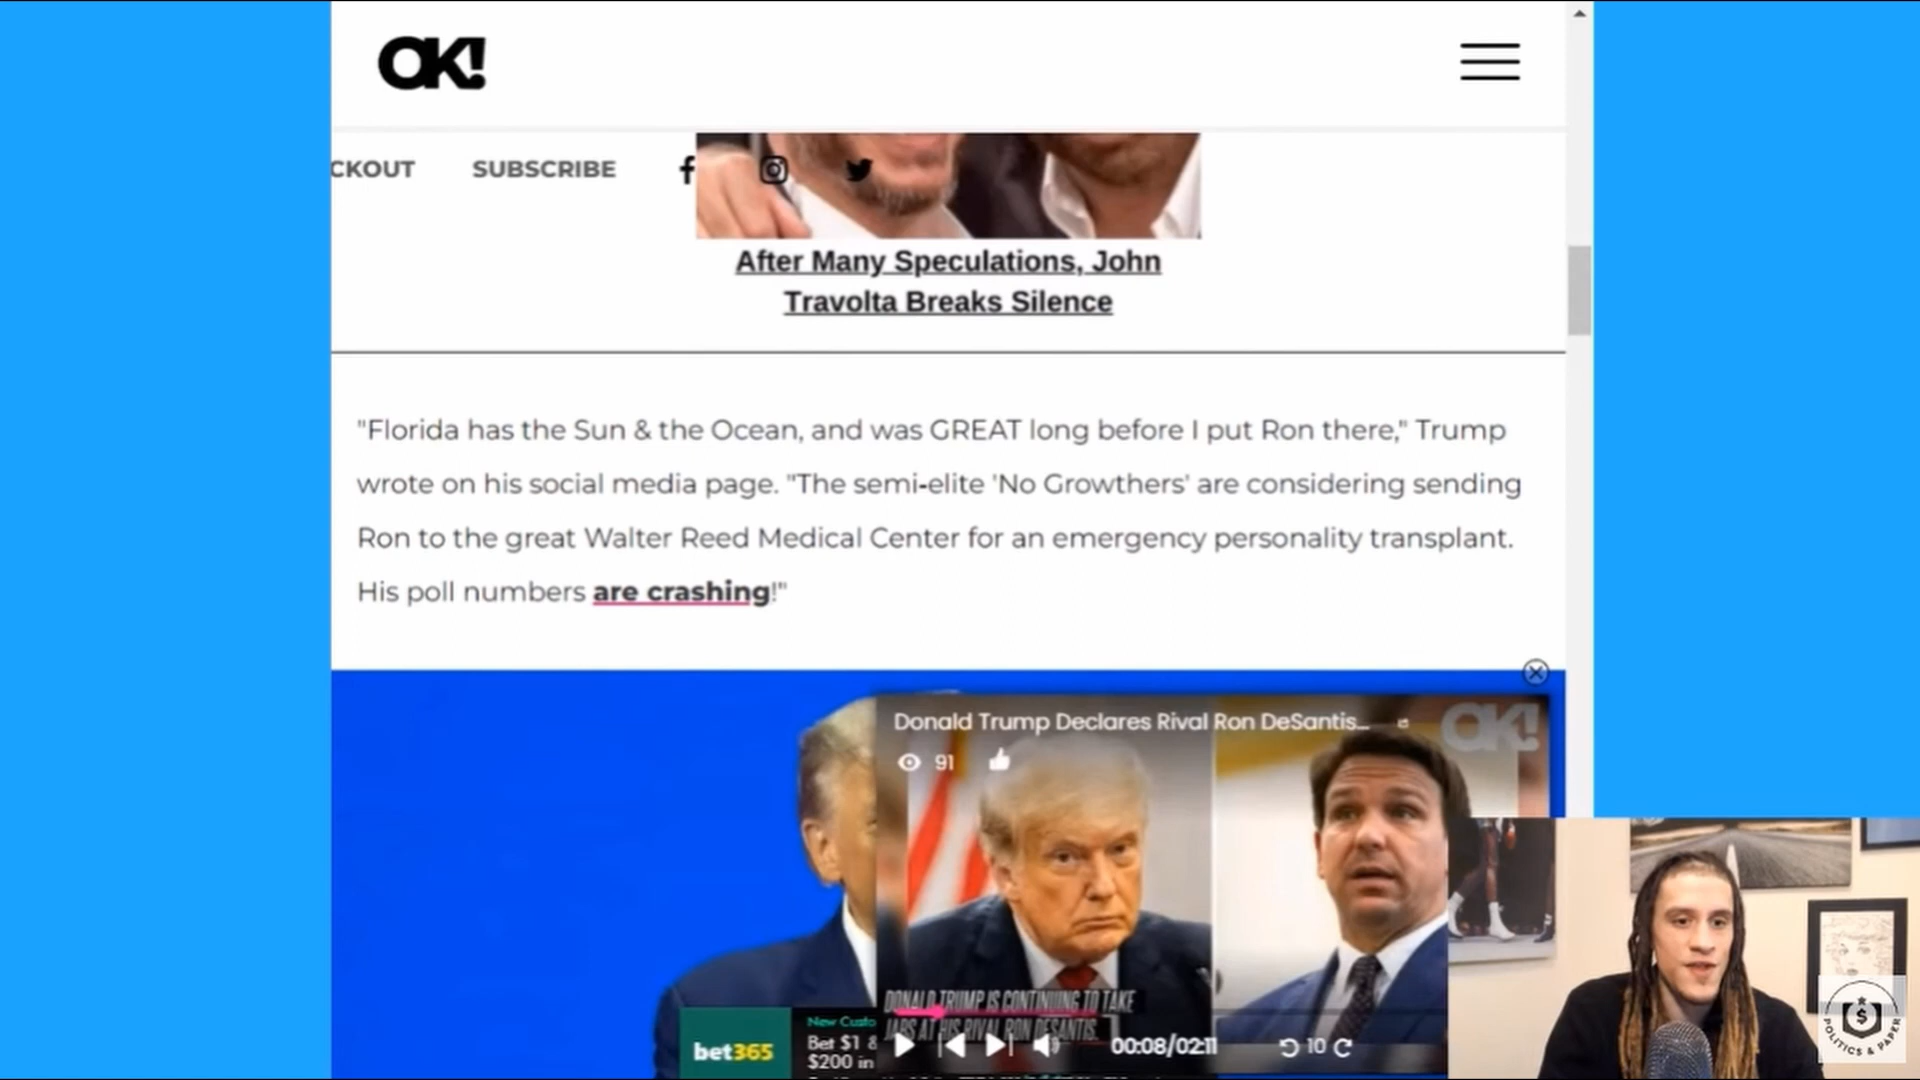 OK!
CKOUT SUBSCRIBE
After Many Speculations, John
Travolta Breaks Silence
"Florida has the Sun & the Ocean, and was GREAT long before I put Ron there," Trump
wrote on his social media page. "The semi-elite 'No Growthers' are considering sending
Ron to the great Walter Reed Medical Center for an emergency personality transplant.
His poll numbers are crashing!"
Donald Trump Declares Rival Ron DeSantis...
OK!
91
DONALD TRUMP IS CONTINUING TO TAKE
JABS AT HIS RIVAL RON DESANTIS.
00:08/02:11
10
bet365
New Custo
Bet $1 &
$200 in
POLITICS & PAPER